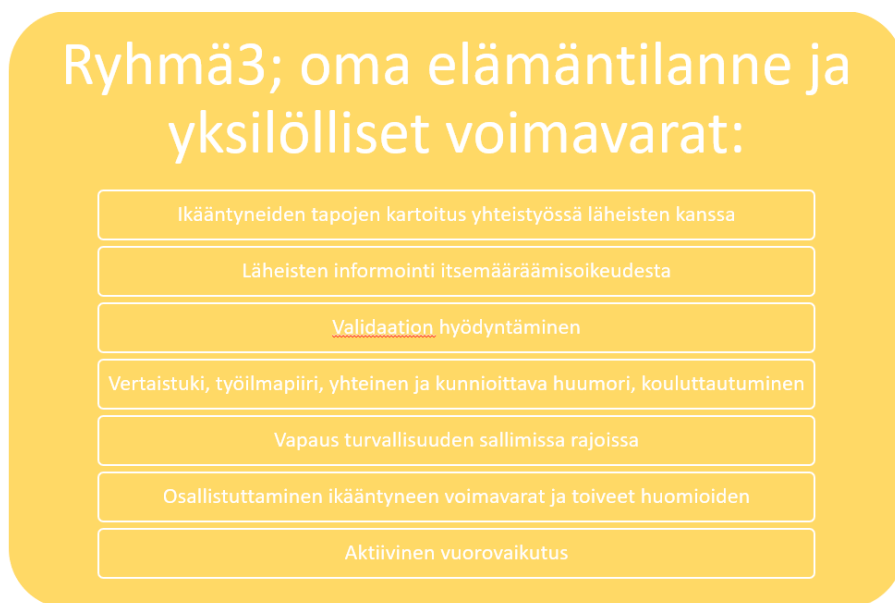 Ryhmä3; oma elämäntilanne ja
yksilölliset voimavarat:
Ikääntyneiden tapojen kartoitus yhteistyössä läheisten kanssa
Läheisten informointi itsemääräämisoikeudesta
Validaation hyödyntäminen
Vertaistuki, työilmapiiri, yhteinen ja kunnioittava huumori, kouluttautuminen
Vapaus turvallisuuden sallimissa rajoissa
Osallistuttaminen ikääntyneen voimavarat ja toiveet huomioiden
Aktiivinen vuorovaikutus